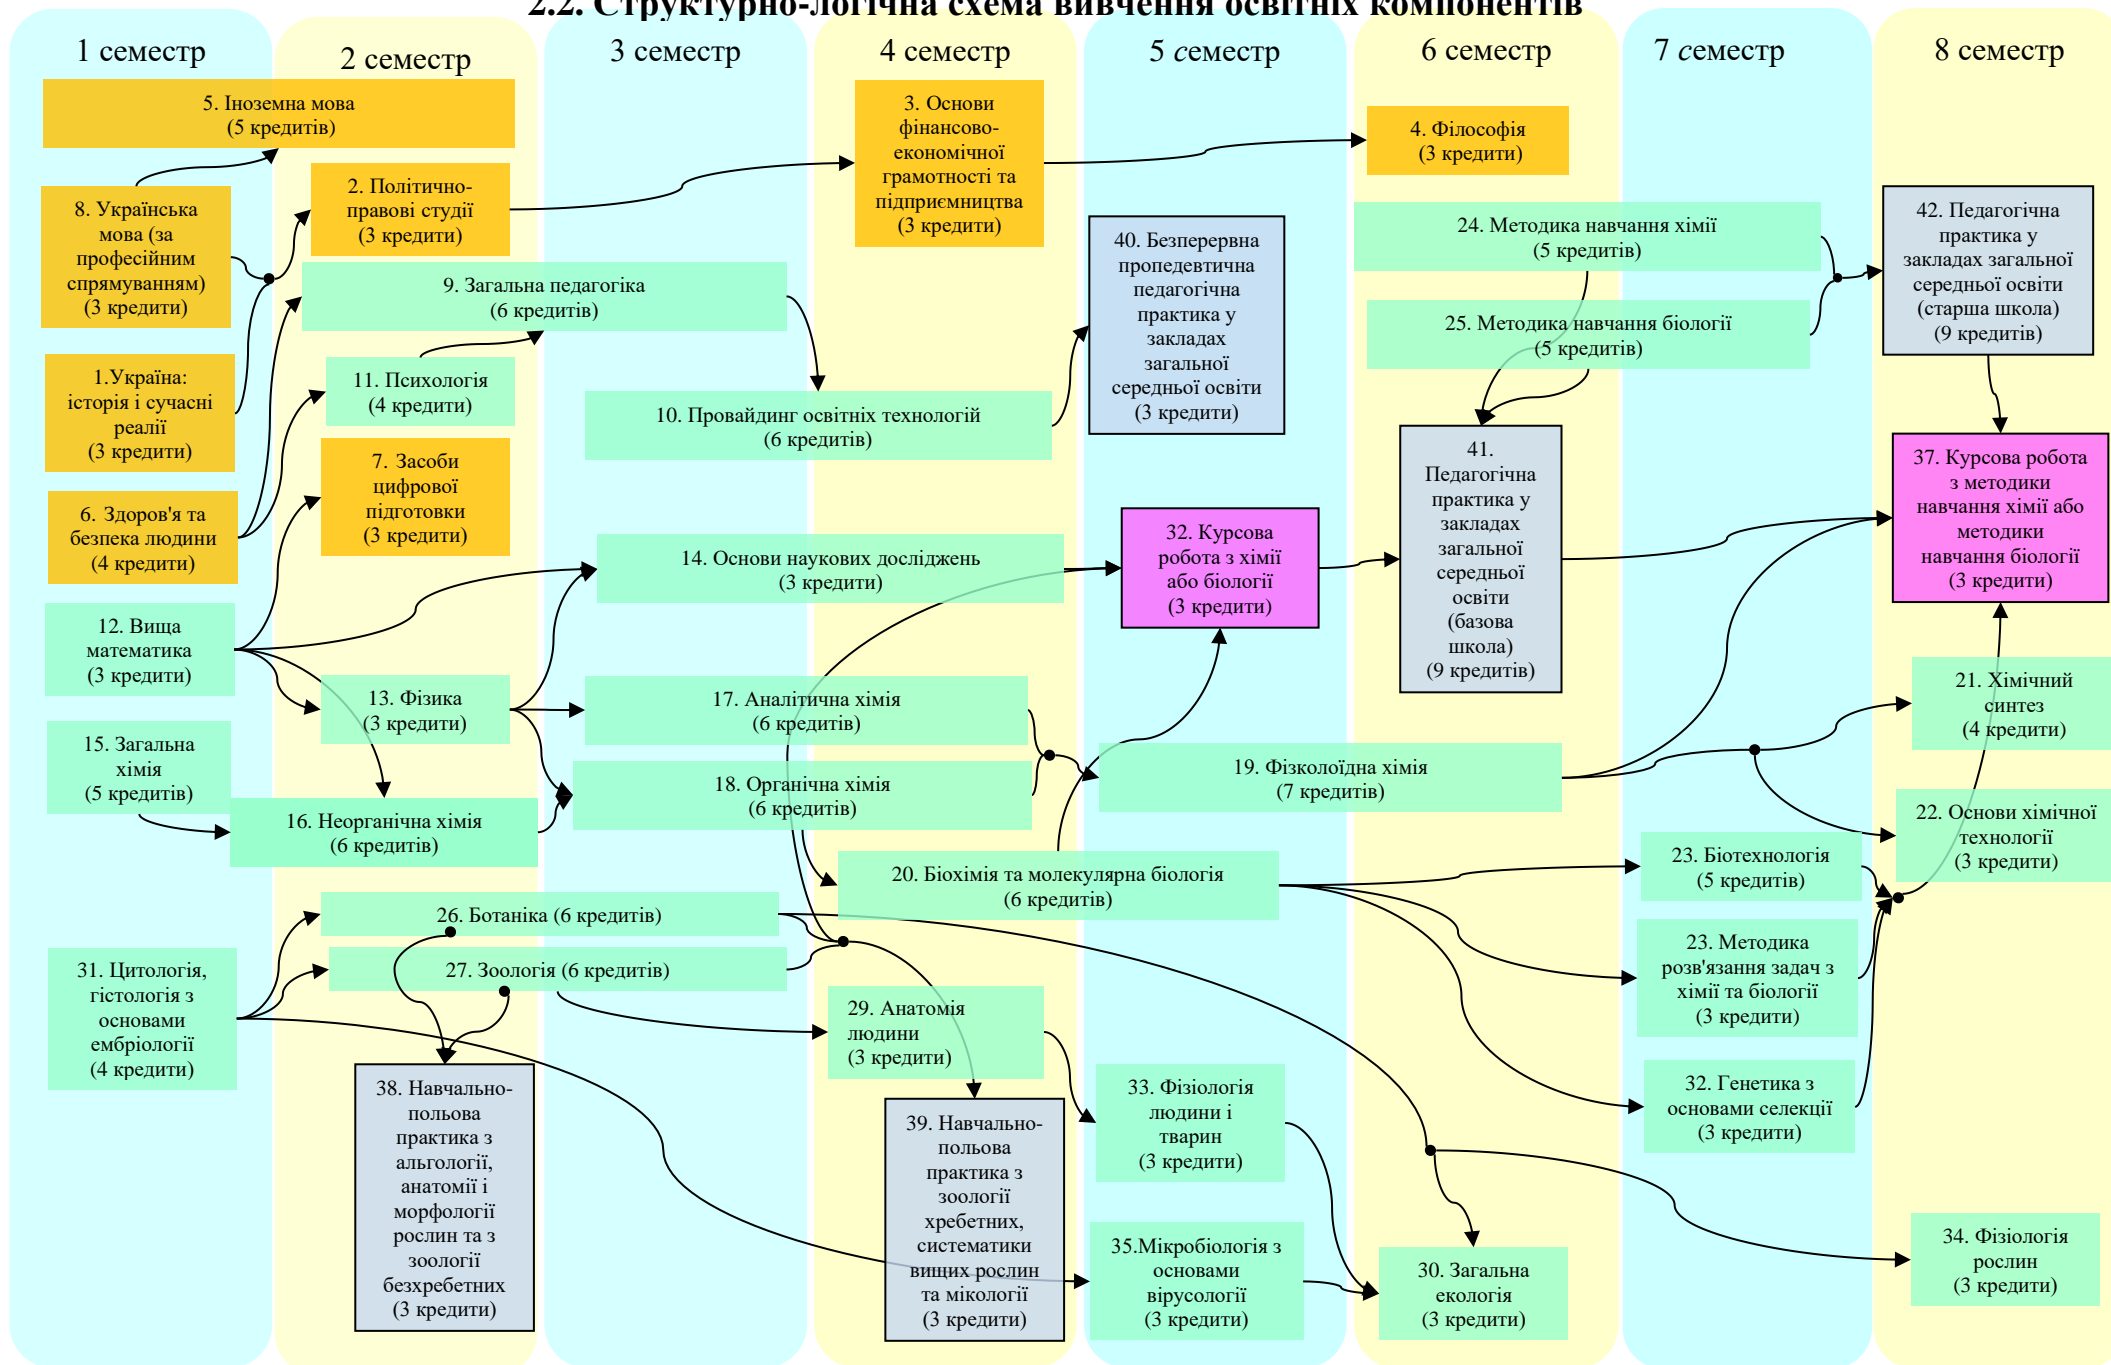 2.2. Структурно-логічна схема вивчення освітніх компонентів
1 семестр
2 семестр
3 семестр
4 семестр
5 семестр
6 семестр
7 семестр
8 семестр
5. Іноземна мова
(5 кредитів)
8. Українська
мова (за
професійним
спрямуванням)
(3 кредити)
1.Україна:
історія і сучасні
реалії
(3 кредити)
6. Здоров'я та
безпека людини
(4 кредити)
12. Вища
математика
(3 кредити)
15. Загальна
хімія
(5 кредитів)
31. Цитологія,
гістологія з
основами
ембріології
(4 кредити)
2. Політично-
правові студії
(3 кредити)
9. Загальна педагогіка
(6 кредитів)
11. Психологія
(4 кредити)
7. Засоби
цифрової
підготовки
(3 кредити)
13. Фізика
(3 кредити)
16. Неорганічна хімія
(6 кредитів)
26. Ботаніка (6 кредитів)
27. Зоологія (6 кредитів)
38. Навчально-
польова
практика з
альгології,
анатомії і
морфології
рослин та з
зоології
безхребетних
(3 кредити)
10. Провайдинг освітніх технологій
(6 кредитів)
14. Основи наукових досліджень
(3 кредити)
17. Аналітична хімія
(6 кредитів)
18. Органічна хімія
(6 кредитів)
3. Основи
фінансово-
економічної
грамотності та
підприємництва
(3 кредити)
20. Біохімія та молекулярна біологія
(6 кредитів)
29. Анатомія
людини
(3 кредити)
39. Навчально-
польова
практика з
зоології
хребетних,
систематики
вищих рослин
та мікології
(3 кредити)
40. Безперервна
пропедевтична
педагогічна
практика у
закладах
загальної
середньої освіти
(3 кредити)
32. Курсова
робота з хімії
або біології
(3 кредити)
19. Фізколоїдна хімія
(7 кредитів)
33. Фізіологія
людини і
тварин
(3 кредити)
35.Мікробіологія з
основами
вірусології
(3 кредити)
4. Філософія
(3 кредити)
24. Методика навчання хімії
(5 кредитів)
25. Методика навчання біології
(5 кредитів)
41.
Педагогічна
практика у
закладах
загальної
середньої
освіти
(базова
школа)
(9 кредитів)
30. Загальна
екологія
(3 кредити)
23. Біотехнологія
(5 кредитів)
23. Методика
розв'язання задач з
хімії та біології
(3 кредити)
32. Генетика з
основами селекції
(3 кредити)
42. Педагогічна
практика у
закладах загальної
середньої освіти
(старша школа)
(9 кредитів)
37. Курсова робота
з методики
навчання хімії або
методики
навчання біології
(3 кредити)
21. Хімічний
синтез
(4 кредити)
22. Основи хімічної
технології
(3 кредити)
34. Фізіологія
рослин
(3 кредити)